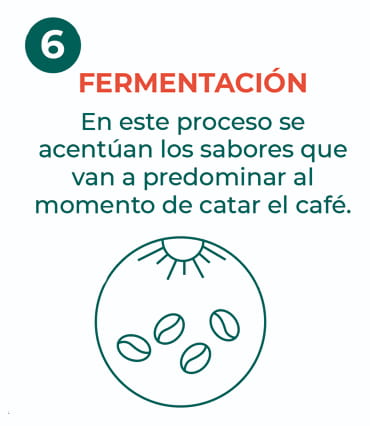 6
FERMENTACIÓN
En este proceso se
acentúan los sabores que
van a predominar al
momento de catar el café.